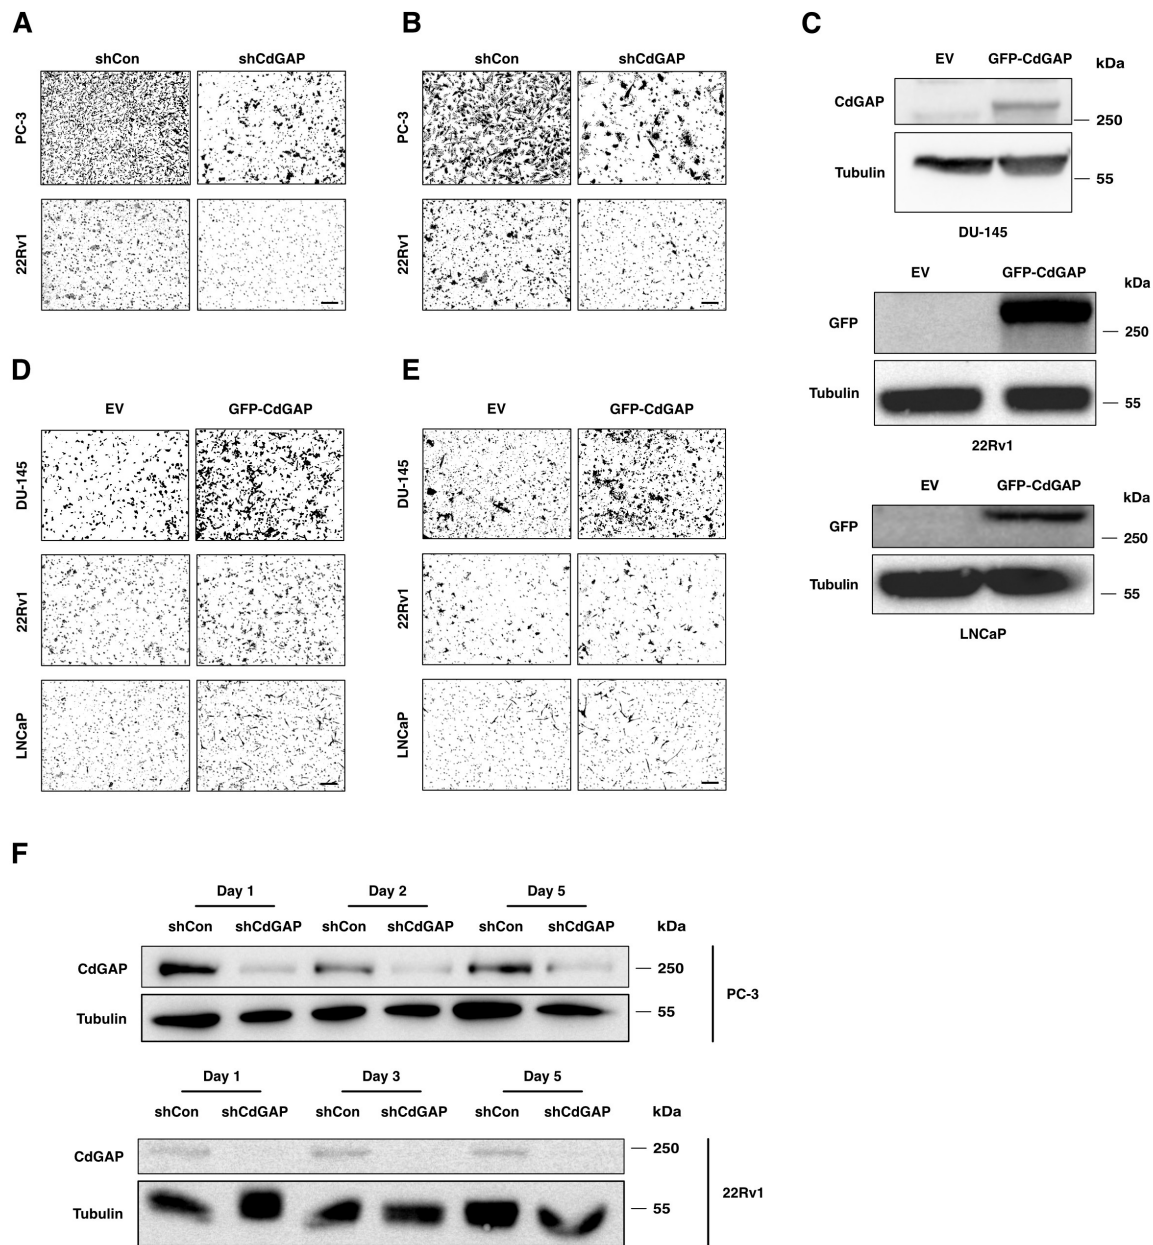 A
B
C
shCon shCdGAP
PC-3
22Rv1
shCon shCdGAP
PC-3
22Rv1
EV GFP-CdGAP kDa
CdGAP 250
Tubulin 55
DU-145
EV GFP-CdGAP kDa
GFP 250
Tubulin 55
22Rv1
EV GFP-CdGAP kDa
GFP 250
Tubulin 55
LNCaP
D
E
EV GFP-CdGAP
DU-145
22Rv1
LNCaP
EV GFP-CdGAP
DU-145
22Rv1
LNCaP
F
Day 1 Day 2 Day 5
shCon shCdGAP shCon shCdGAP shCon shCdGAP kDa
CdGAP 250
Tubulin 55
PC-3
Day 1 Day 3 Day 5
shCon shCdGAP shCon shCdGAP shCon shCdGAP kDa
CdGAP 250
Tubulin 55
22Rv1